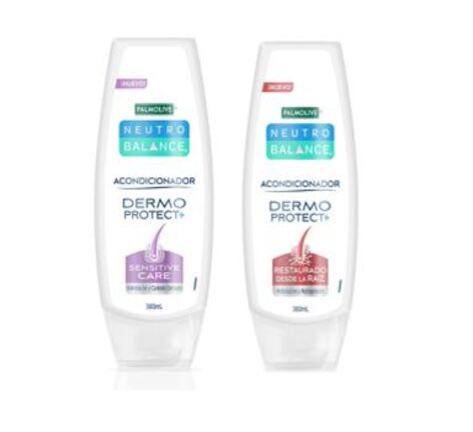 ¡NUEVO!
PALMOLIVE
NEUTRO
BALANCE
ACONDICIONADOR
DERMO
PROTECT+
SENSITIVE
CARE
380mL
¡NUEVO!
PALMOLIVE
NEUTRO
BALANCE
ACONDICIONADOR
DERMO
PROTECT+
RESTAURADO
DESDE LA RAÍZ
380mL